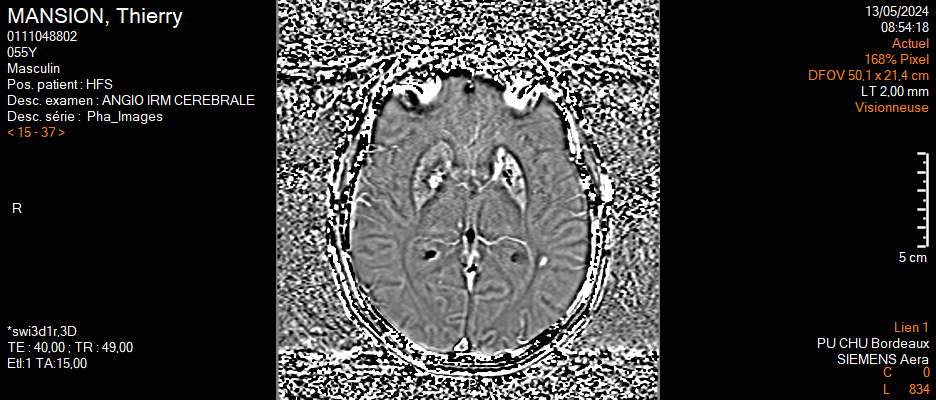 MANSION, Thierry
0111048802
055Y
Masculin
Pos. patient : HFS
Desc. examen : ANGIO IRM CEREBRALE
Desc. série : Pha_Images
< 15 - 37 >
13/05/2024
08:54:18
Actuel
168% Pixel
DFOV 50,1 x 21,4 cm
LT 2,00 mm
Visionneuse
R
5 cm
*swi3d1r,3D
TE : 40,00 ; TR : 49,00
Etl:1 TA:15,00
Lien 1
PU CHU Bordeaux
SIEMENS Aera
C 0
L 834
P